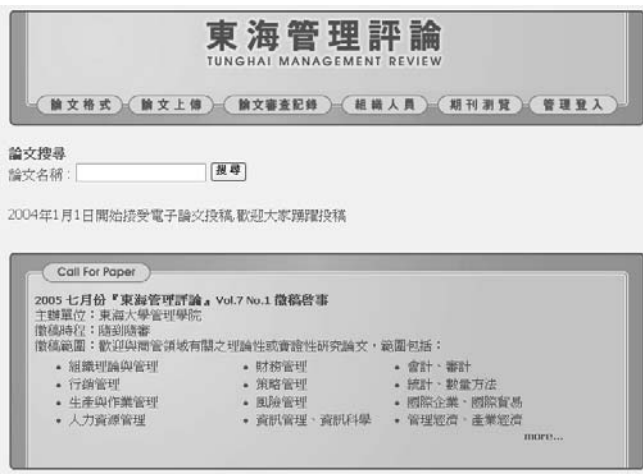 東海管理評論
TUNGHAI MANAGEMENT REVIEW
論文格式 論文上傳 論文審查記錄 組織人員 期刊瀏覽 管理登入
論文搜尋
論文名稱： 搜尋
2004年1月1日開始接受電子論文投稿,歡迎大家踴躍投稿
Call For Paper
2005 七月份『東海管理評論』Vol.7 No.1 徵稿啓事
主辦單位：東海大學管理學院
徵稿時程：隨到隨審
徵稿範圍：歡迎與商管領域有關之理論性或實證性研究論文，範圍包括：
• 組織理論與管理 • 財務管理 • 會計、審計
• 行銷管理 • 策略管理 • 統計、數量方法
• 生產與作業管理 • 風險管理 • 國際企業、國際貿易
• 人力資源管理 • 資訊管理、資訊科學 • 管理經濟、產業經濟
more...